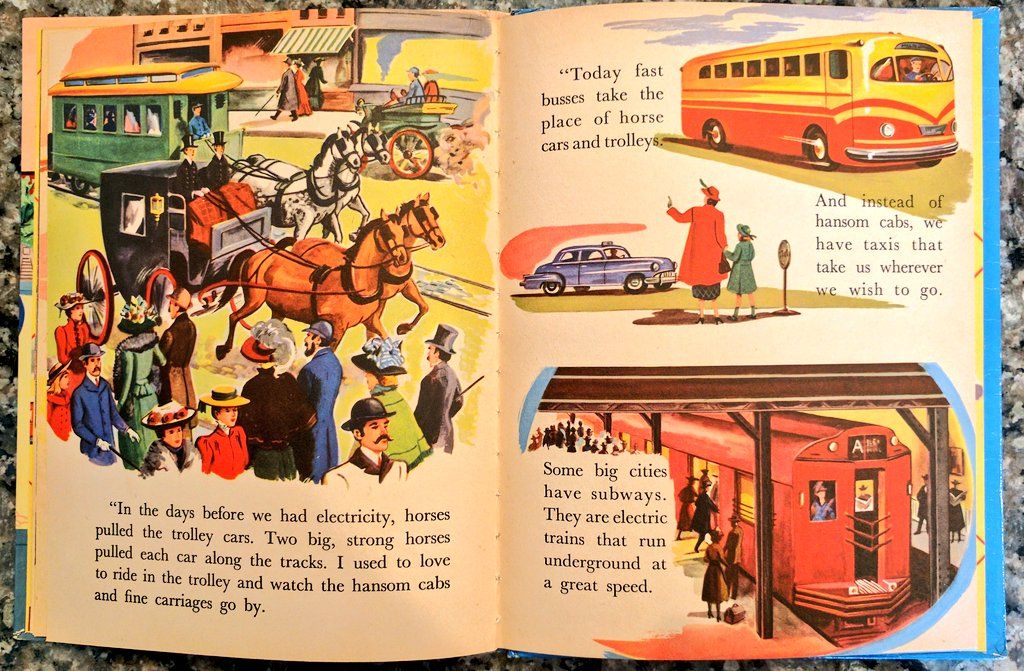 “In the days before we had electricity, horses
pulled the trolley cars. Two big, strong horses
pulled each car along the tracks. I used to love
to ride in the trolley and watch the hansom cabs
and fine carriages go by.
“Today fast
busses take the
place of horse
cars and trolleys.
And instead of
hansom cabs, we
have taxis that
take us wherever
we wish to go.
A
Some big cities
have subways.
They are electric
trains that run
underground at
a great speed.